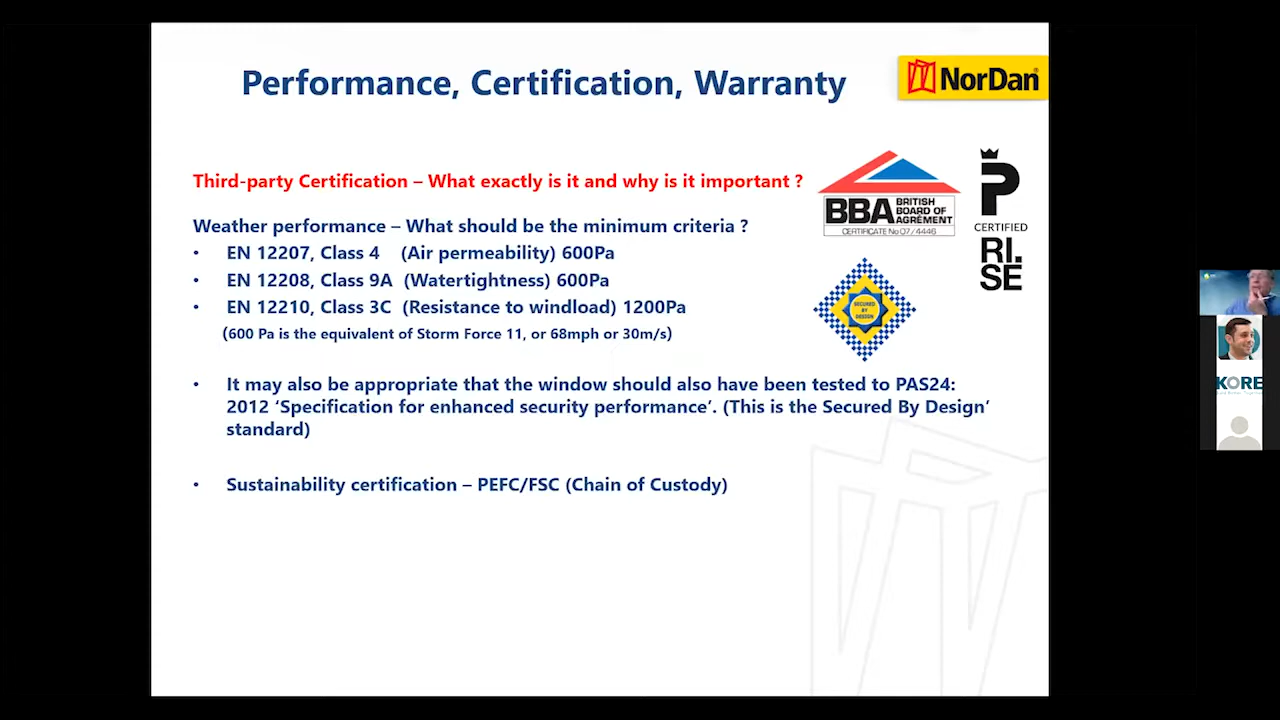 Performance, Certification, Warranty
NorDan
Third-party Certification – What exactly is it and why is it important ?
BBA
BRITISH
BOARD OF
AGRÉMENT
CERTIFICATE No 07/4446
P
CERTIFIED
RI.
SE
Weather performance – What should be the minimum criteria ?
• EN 12207, Class 4 (Air permeability) 600Pa
• EN 12208, Class 9A (Watertightness) 600Pa
• EN 12210, Class 3C (Resistance to windload) 1200Pa
(600 Pa is the equivalent of Storm Force 11, or 68mph or 30m/s)
SECURED
BY
DESIGN
• It may also be appropriate that the window should also have been tested to PAS24:
2012 ‘Specification for enhanced security performance’. (This is the Secured By Design’
standard)
• Sustainability certification – PEFC/FSC (Chain of Custody)
KORE